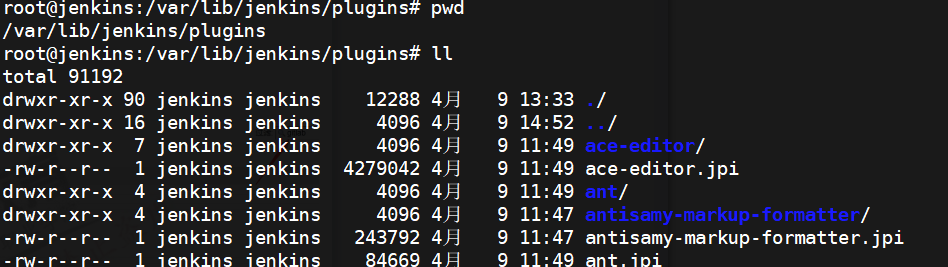 root@jenkins:/var/lib/jenkins/plugins# pwd
/var/lib/jenkins/plugins
root@jenkins:/var/lib/jenkins/plugins# ll
total 91192
drwxr-xr-x 90 jenkins jenkins 12288 4月 9 13:33 ./
drwxr-xr-x 16 jenkins jenkins 4096 4月 9 14:52 ../
drwxr-xr-x 7 jenkins jenkins 4096 4月 9 11:49 ace-editor/
-rw-r--r-- 1 jenkins jenkins 4279042 4月 9 11:49 ace-editor.jpi
drwxr-xr-x 4 jenkins jenkins 4096 4月 9 11:49 ant/
drwxr-xr-x 4 jenkins jenkins 4096 4月 9 11:47 antisamy-markup-formatter/
-rw-r--r-- 1 jenkins jenkins 243792 4月 9 11:47 antisamy-markup-formatter.jpi
-rw-r--r-- 1 jenkins jenkins 84669 4月 9 11:49 ant.jpi